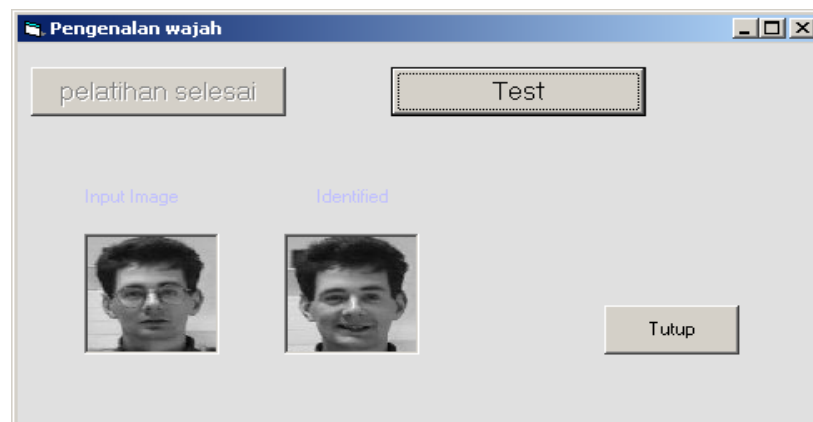 Pengenalan wajah
pelatihan selesai
Test
Input Image
Identified
Tutup